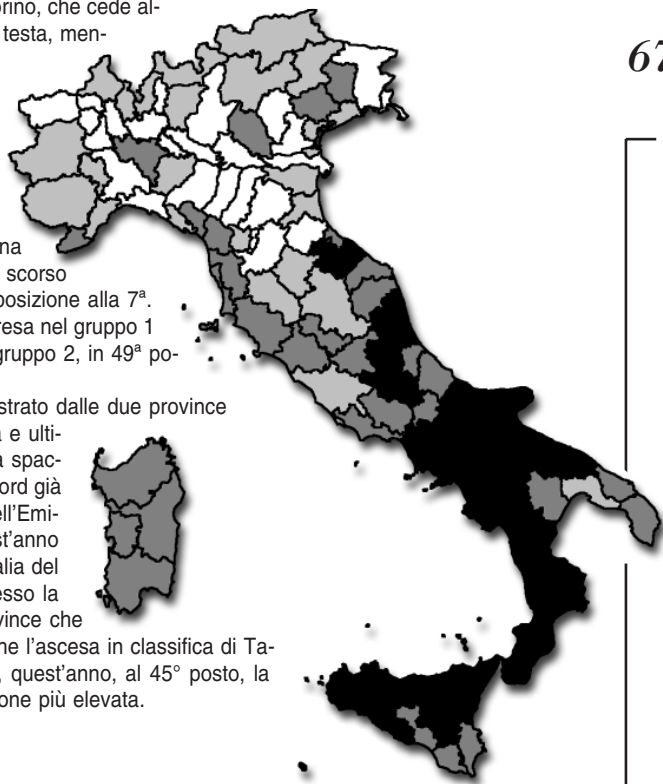 orino, che cede al-
testa, men-
67
na
scorso
posizione alla 7ª.
resa nel gruppo 1
gruppo 2, in 49ª po-
strato dalle due province
a e ulti-
a spac-
ord già
ell'Emi-
st'anno
alia del
esso la
vince che
ne l'ascesa in classifica di Ta-
, quest'anno, al 45° posto, la
one più elevata.